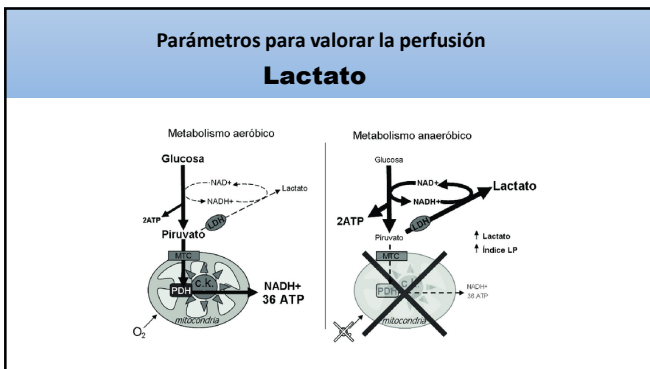 Parámetros para valorar la perfusión
Lactato
Metabolismo aeróbico
Glucosa
NAD+
NADH+
Lactato
2ATP
LDH
Piruvato
MTC
PDH
c.k.
NADH+
36 ATP
mitocondria
O2
Metabolismo anaeróbico
Glucosa
NAD+
NADH+
Lactato
2ATP
LDH
Piruvato
Lactato
Índice LP
MTC
PDH
NADH+
36 ATP
mitocondria